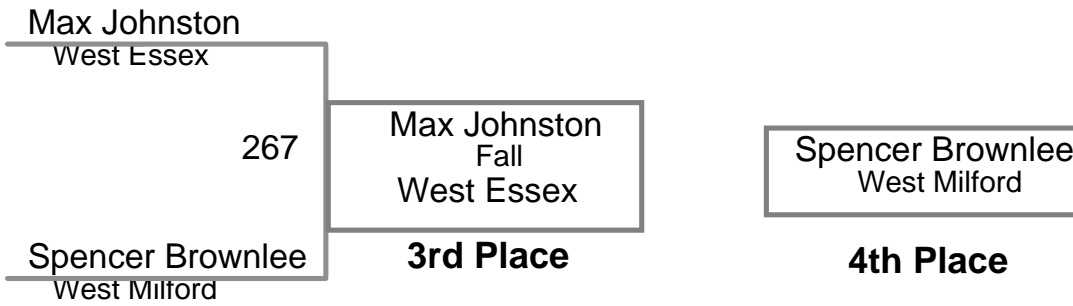 Max Johnston
West Essex
267
Max Johnston
Fall
West Essex
Spencer Brownlee
West Milford
Spencer Brownlee
West Milford
3rd Place
4th Place